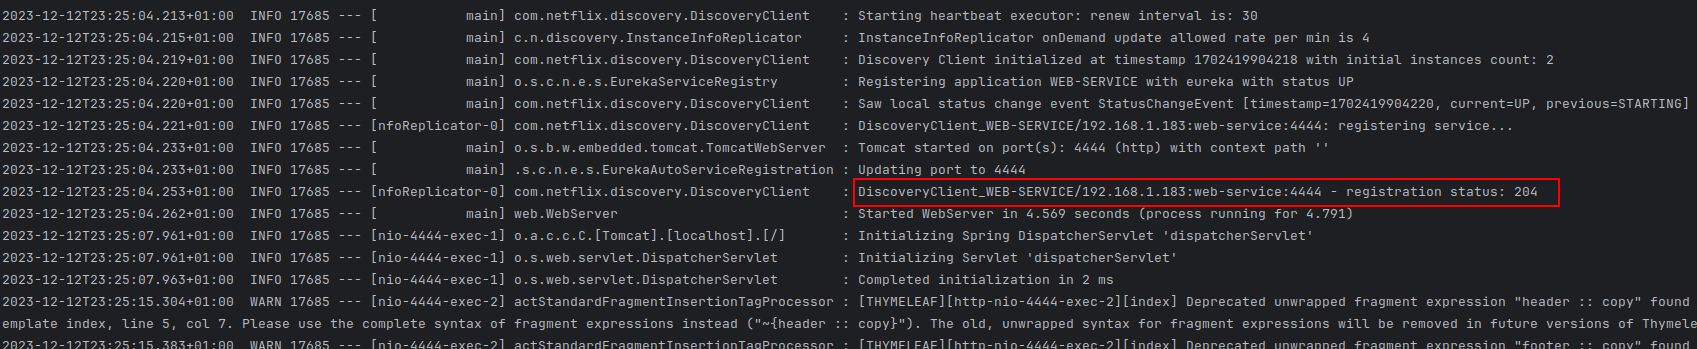 2023-12-12T23:25:04.213+01:00  INFO 17685 --- [           main] com.netflix.discovery.DiscoveryClient    : Starting heartbeat executor: renew interval is: 30
2023-12-12T23:25:04.215+01:00  INFO 17685 --- [           main] c.n.discovery.InstanceInfoReplicator     : InstanceInfoReplicator onDemand update allowed rate per min is 4
2023-12-12T23:25:04.219+01:00  INFO 17685 --- [           main] com.netflix.discovery.DiscoveryClient    : Discovery Client initialized at timestamp 1702419904218 with initial instances count: 2
2023-12-12T23:25:04.220+01:00  INFO 17685 --- [           main] o.s.c.n.e.s.EurekaServiceRegistry        : Registering application WEB-SERVICE with eureka with status UP
2023-12-12T23:25:04.220+01:00  INFO 17685 --- [           main] com.netflix.discovery.DiscoveryClient    : Saw local status change event StatusChangeEvent [timestamp=1702419904220, current=UP, previous=STARTING]
2023-12-12T23:25:04.221+01:00  INFO 17685 --- [nfoReplicator-0] com.netflix.discovery.DiscoveryClient    : DiscoveryClient_WEB-SERVICE/192.168.1.183:web-service:4444: registering service...
2023-12-12T23:25:04.233+01:00  INFO 17685 --- [           main] o.s.b.w.embedded.tomcat.TomcatWebServer  : Tomcat started on port(s): 4444 (http) with context path ''
2023-12-12T23:25:04.233+01:00  INFO 17685 --- [           main] .s.c.n.e.s.EurekaAutoServiceRegistration : Updating port to 4444
2023-12-12T23:25:04.253+01:00  INFO 17685 --- [nfoReplicator-0] com.netflix.discovery.DiscoveryClient    : DiscoveryClient_WEB-SERVICE/192.168.1.183:web-service:4444 - registration status: 204
2023-12-12T23:25:04.262+01:00  INFO 17685 --- [           main] web.WebServer                            : Started WebServer in 4.569 seconds (process running for 4.791)
2023-12-12T23:25:07.961+01:00  INFO 17685 --- [nio-4444-exec-1] o.a.c.c.C.[Tomcat].[localhost].[/]       : Initializing Spring DispatcherServlet 'dispatcherServlet'
2023-12-12T23:25:07.961+01:00  INFO 17685 --- [nio-4444-exec-1] o.s.web.servlet.DispatcherServlet        : Initializing Servlet 'dispatcherServlet'
2023-12-12T23:25:07.963+01:00  INFO 17685 --- [nio-4444-exec-1] o.s.web.servlet.DispatcherServlet        : Completed initialization in 2 ms
2023-12-12T23:25:15.304+01:00  WARN 17685 --- [nio-4444-exec-2] actStandardFragmentInsertionTagProcessor : [THYMELEAF][http-nio-4444-exec-2][index] Deprecated unwrapped fragment expression "header :: copy" found
emplate index, line 5, col 7. Please use the complete syntax of fragment expressions instead ("~{header :: copy}"). The old, unwrapped syntax for fragment expressions will be removed in future versions of Thymele
2023-12-12T23:25:15.383+01:00  WARN 17685 --- [nio-4444-exec-2] actStandardFragmentInsertionTagProcessor : [THYMELEAF][http-nio-4444-exec-2][index] Deprecated unwrapped fragment expression "footer :: copy" found